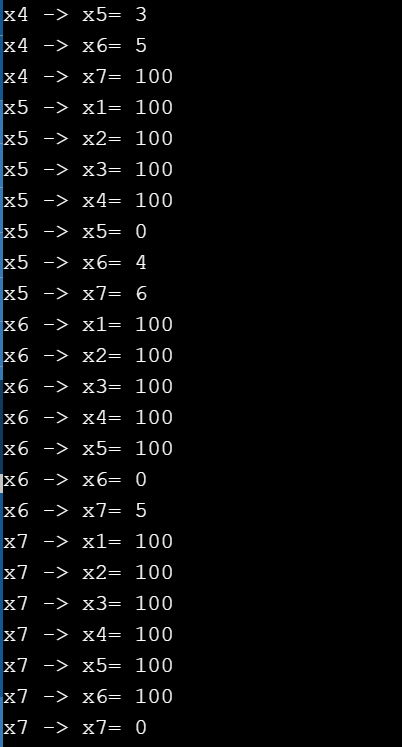 x4 -> x5= 3
x4 -> x6= 5
x4 -> x7= 100
x5 -> x1= 100
x5 -> x2= 100
x5 -> x3= 100
x5 -> x4= 100
x5 -> x5= 0
x5 -> x6= 4
x5 -> x7= 6
x6 -> x1= 100
x6 -> x2= 100
x6 -> x3= 100
x6 -> x4= 100
x6 -> x5= 100
x6 -> x6= 0
x6 -> x7= 5
x7 -> x1= 100
x7 -> x2= 100
x7 -> x3= 100
x7 -> x4= 100
x7 -> x5= 100
x7 -> x6= 100
x7 -> x7= 0